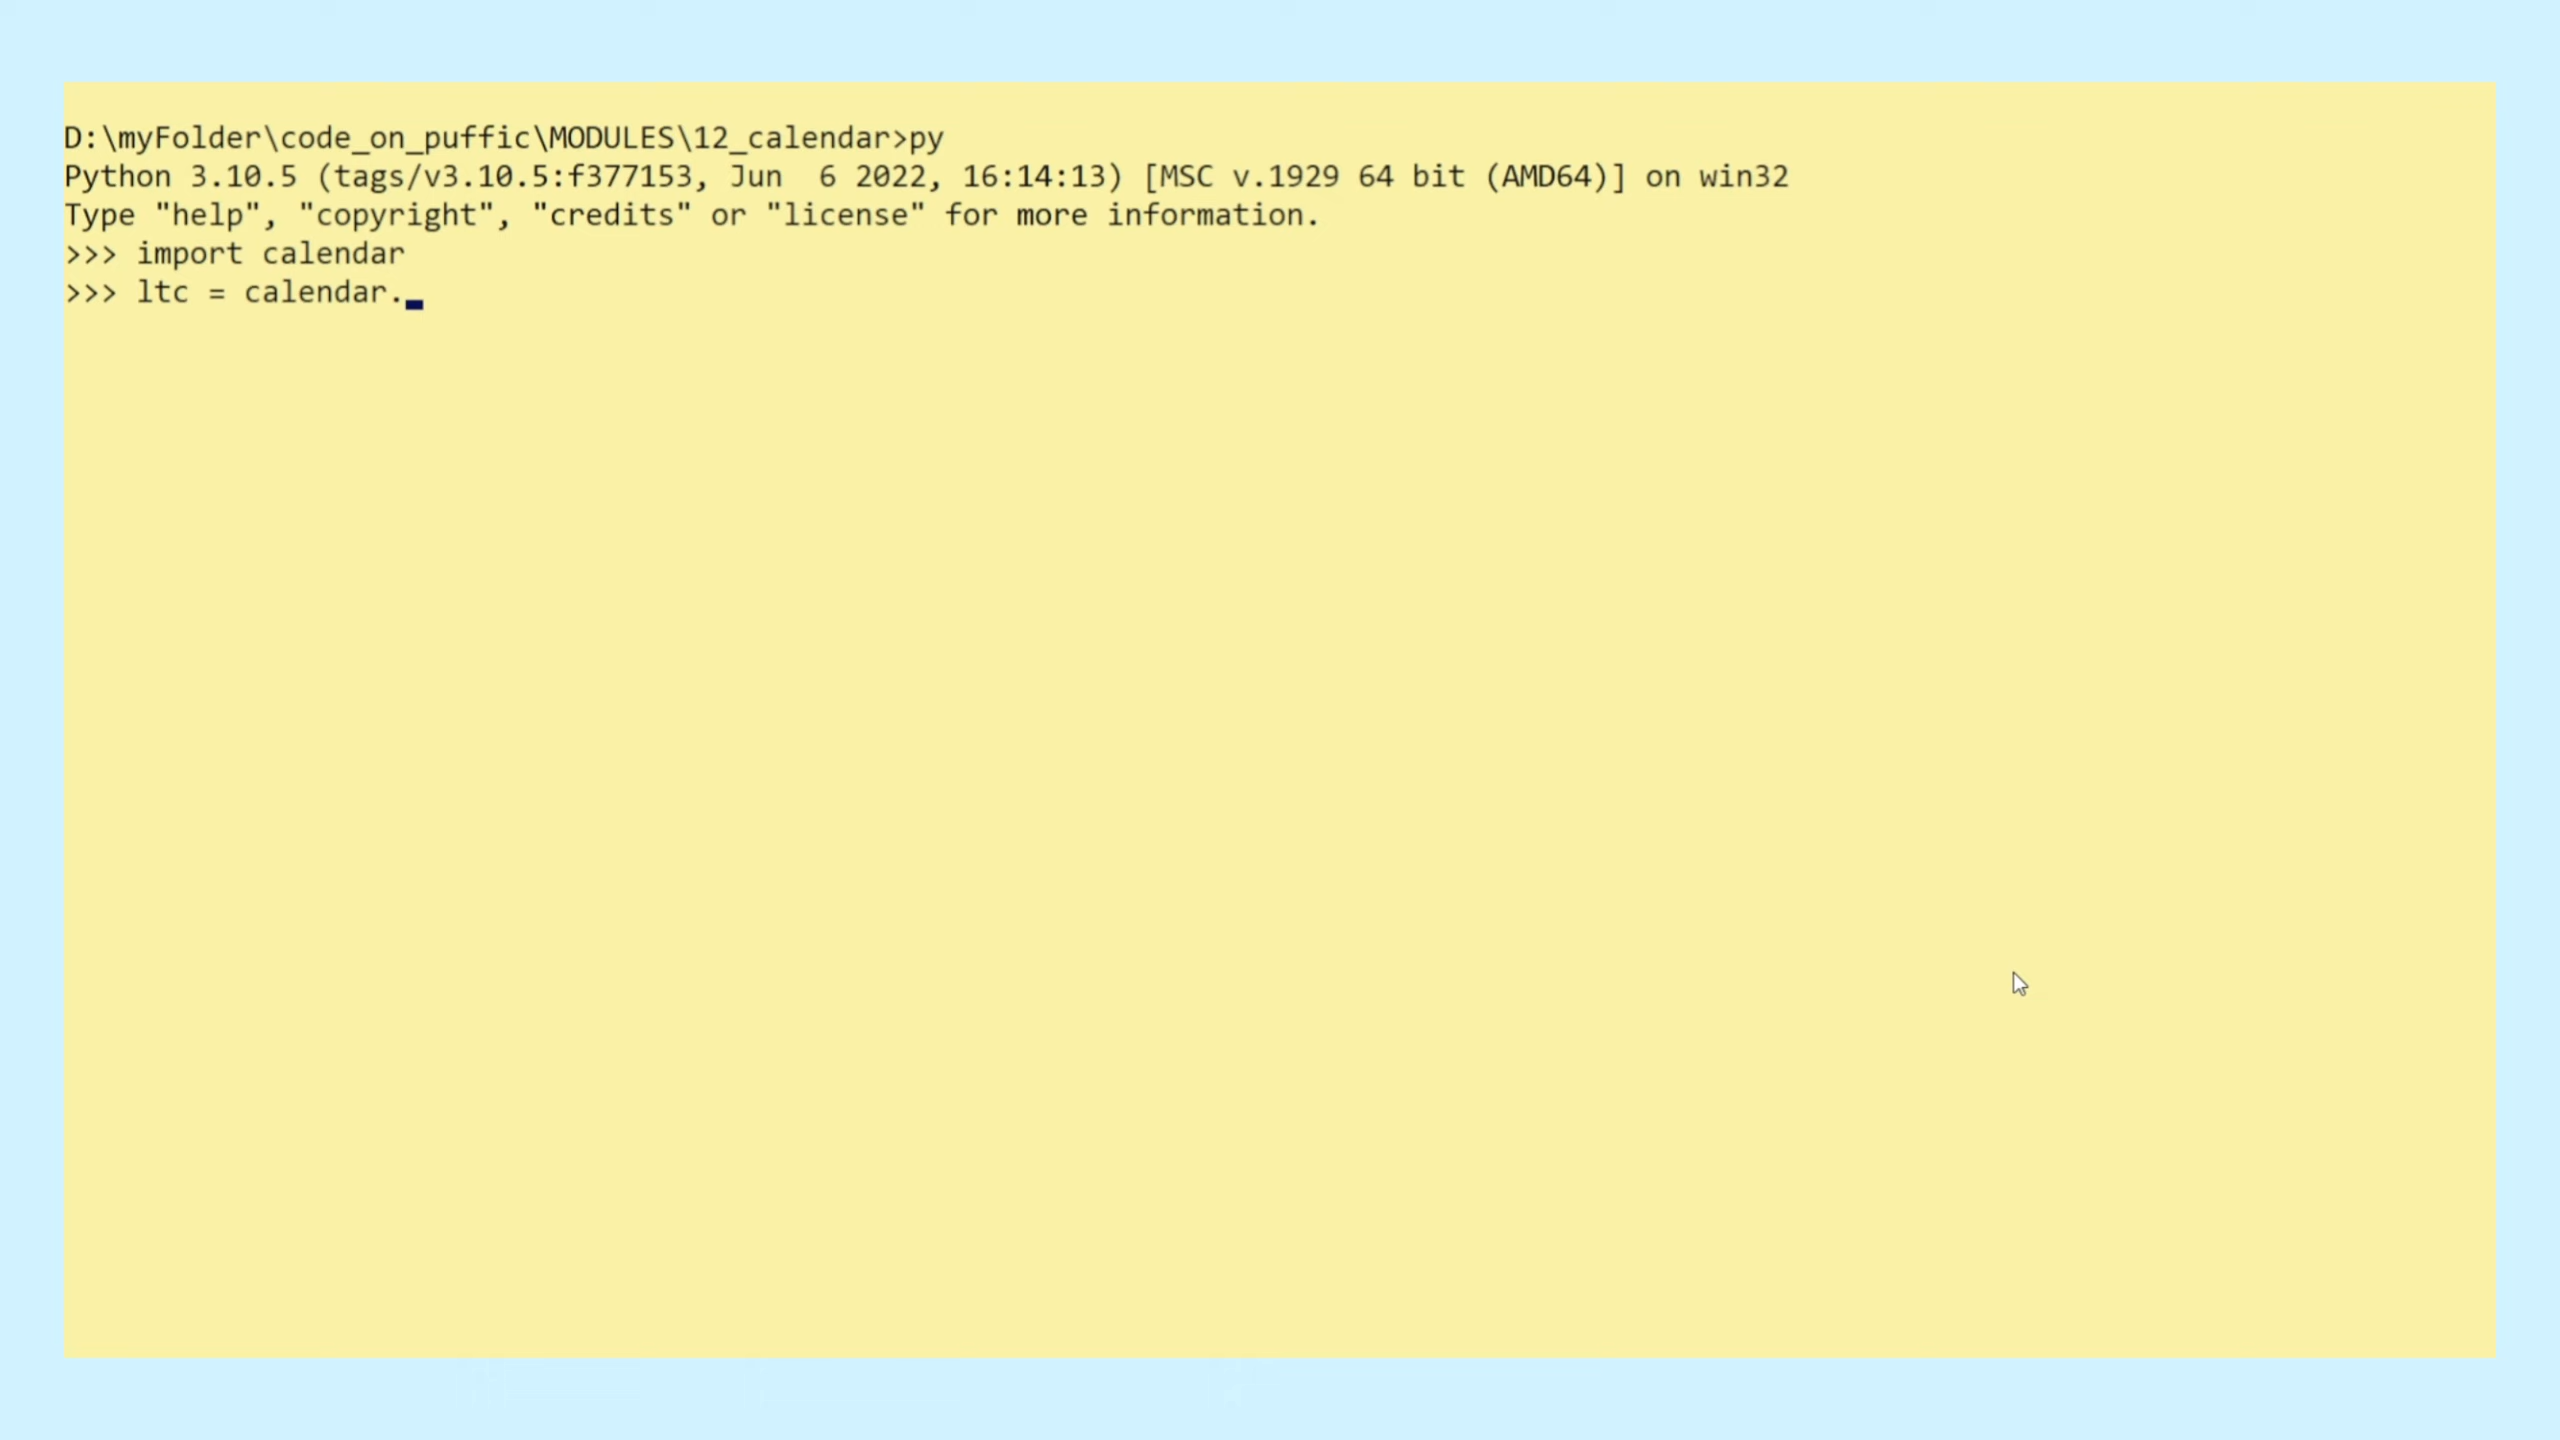 D:\myFolder\code_on_puffic\MODULES\12_calendar>py
Python 3.10.5 (tags/v3.10.5:f377153, Jun  6 2022, 16:14:13) [MSC v.1929 64 bit (AMD64)] on win32
Type "help", "copyright", "credits" or "license" for more information.
>>> import calendar
>>> ltc = calendar.